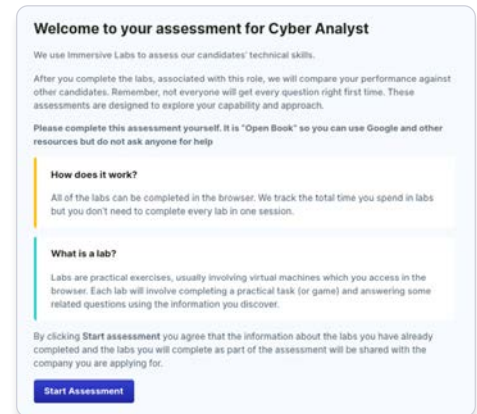 Welcome to your assessment for Cyber Analyst
We use Immersive Labs to assess our candidates' technical skills.
After you complete the labs, associated with this role, we will compare your performance against
other candidates. Remember, not everyone will get every question right first time. These
assessments are designed to explore your capability and approach.
Please complete this assessment yourself. It is "Open Book" so you can use Google and other
resources but do not ask anyone for help
How does it work?
All of the labs can be completed in the browser. We track the total time you spend in labs
but you don't need to complete every lab in one session.
What is a lab?
Labs are practical exercises, usually involving virtual machines which you access in the
browser. Each lab will involve completing a practical task (or game) and answering some
related questions using the information you discover.
By clicking Start assessment you agree that the information about the labs you have already
completed and the labs you will complete as part of the assessment will be shared with the
company you are applying for.
Start Assessment